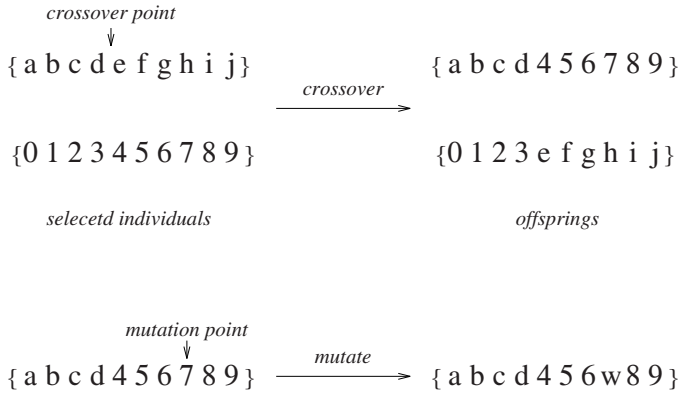 crossover point
{ a b c d e f g h i j }
{ a b c d 4 5 6 7 8 9 }
crossover
{0 1 2 3 4 5 6 7 8 9 }
{0 1 2 3 e f g h i j }
selecetd individuals
offsprings
mutation point
{ a b c d 4 5 6 7 8 9 }
mutate
{ a b c d 4 5 6 w 8 9 }